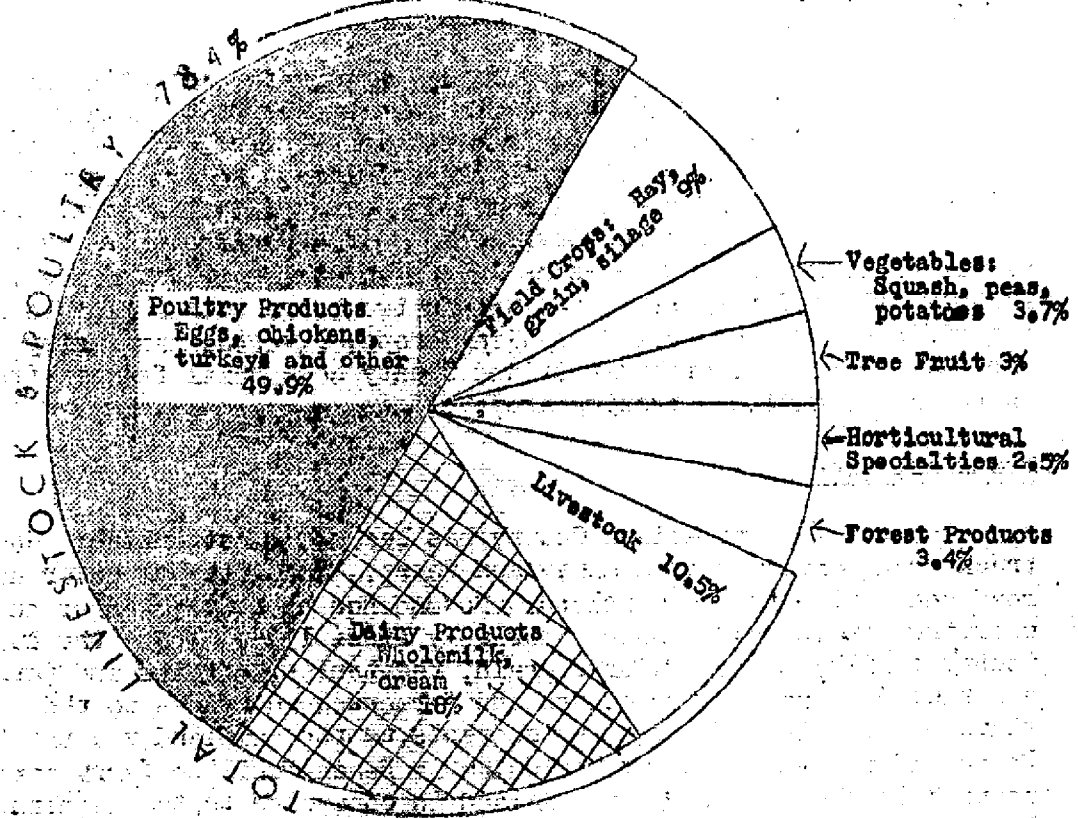 TOTAL LIVESTOCK & POULTRY 78.4%
Poultry Products
Eggs, chickens,
turkeys and other
49.9%
Field Crops: Hay,
grain, silage 9%
Vegetables:
Squash, peas,
potatoes 3.7%
Tree Fruit 3%
Horticultural
Specialties 2.5%
Forest Products
3.4%
Livestock 10.5%
Dairy Products
Wholemilk,
cream
18%